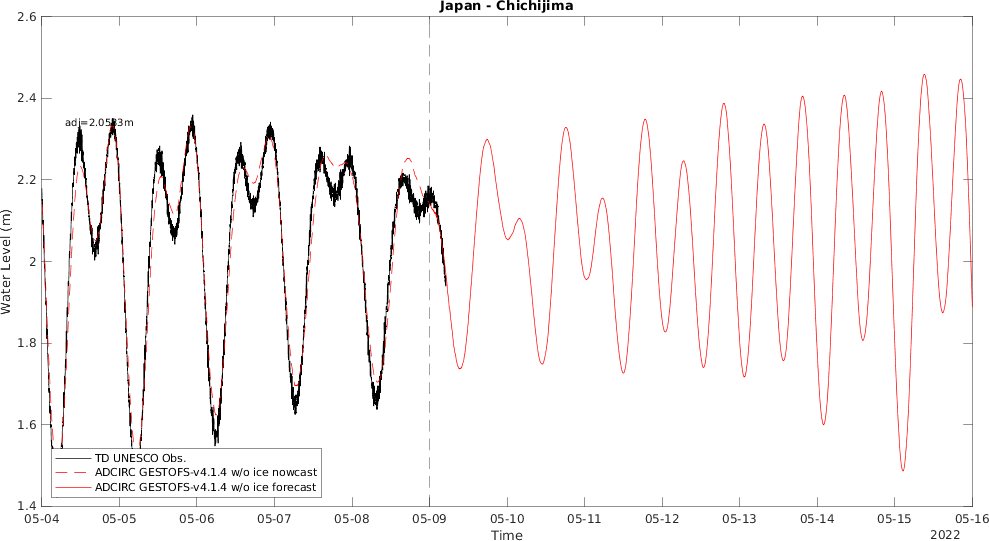 Japan - Chichijima
2.6
2.4
2.2
2
1.8
1.6
1.4
Water Level (m)
adj=2.0533m
TD UNESCO Obs.
ADCIRC GESTOFS-v4.1.4 w/o ice nowcast
ADCIRC GESTOFS-v4.1.4 w/o ice forecast
05-04 05-05 05-06 05-07 05-08 05-09 05-10 05-11 05-12 05-13 05-14 05-15 05-16
Time
2022